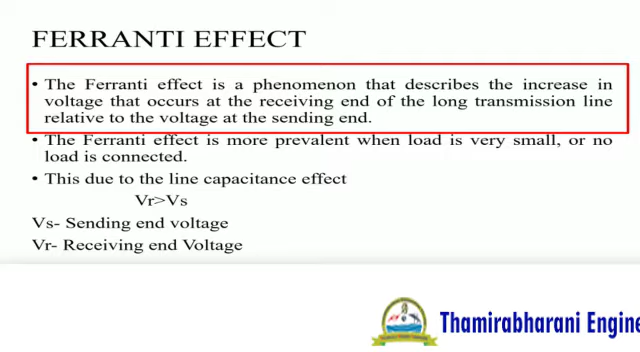 FERRANTI EFFECT
• The Ferranti effect is a phenomenon that describes the increase in
voltage that occurs at the receiving end of the long transmission line
relative to the voltage at the sending end.
• The Ferranti effect is more prevalent when load is very small, or no
load is connected.
• This due to the line capacitance effect
Vr>Vs
Vs- Sending end voltage
Vr- Receiving end Voltage
Thamirabharani Engine